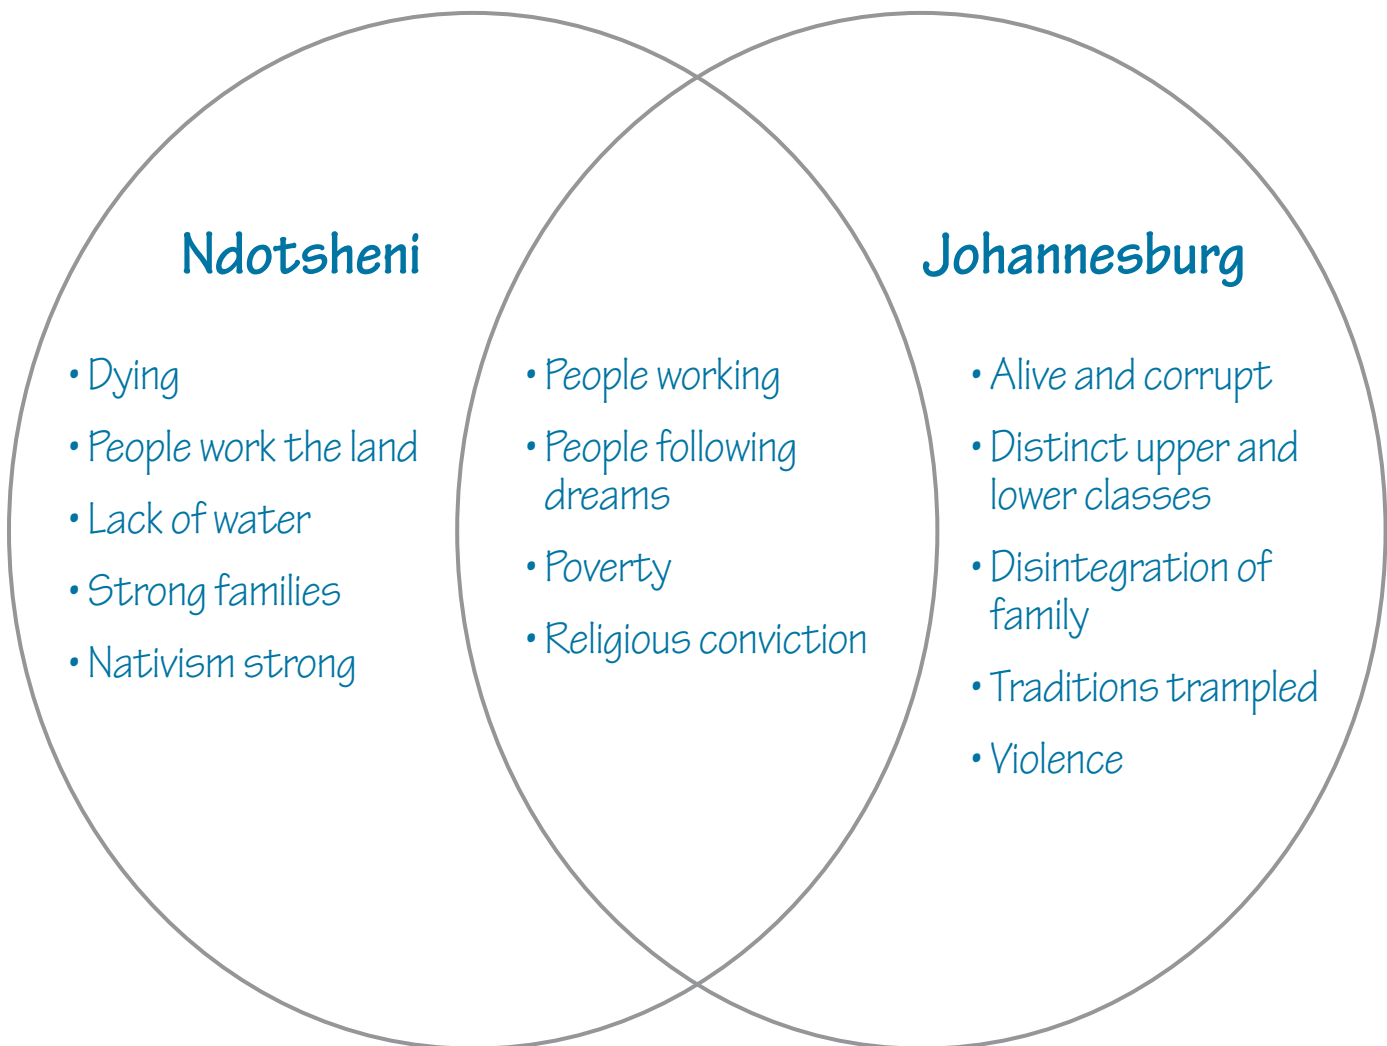 Ndotsheni
• Dying
• People work the land
• Lack of water
• Strong families
• Nativism strong
• People working
• People following
dreams
• Poverty
• Religious conviction
Johannesburg
• Alive and corrupt
• Distinct upper and
lower classes
• Disintegration of
family
• Traditions trampled
• Violence